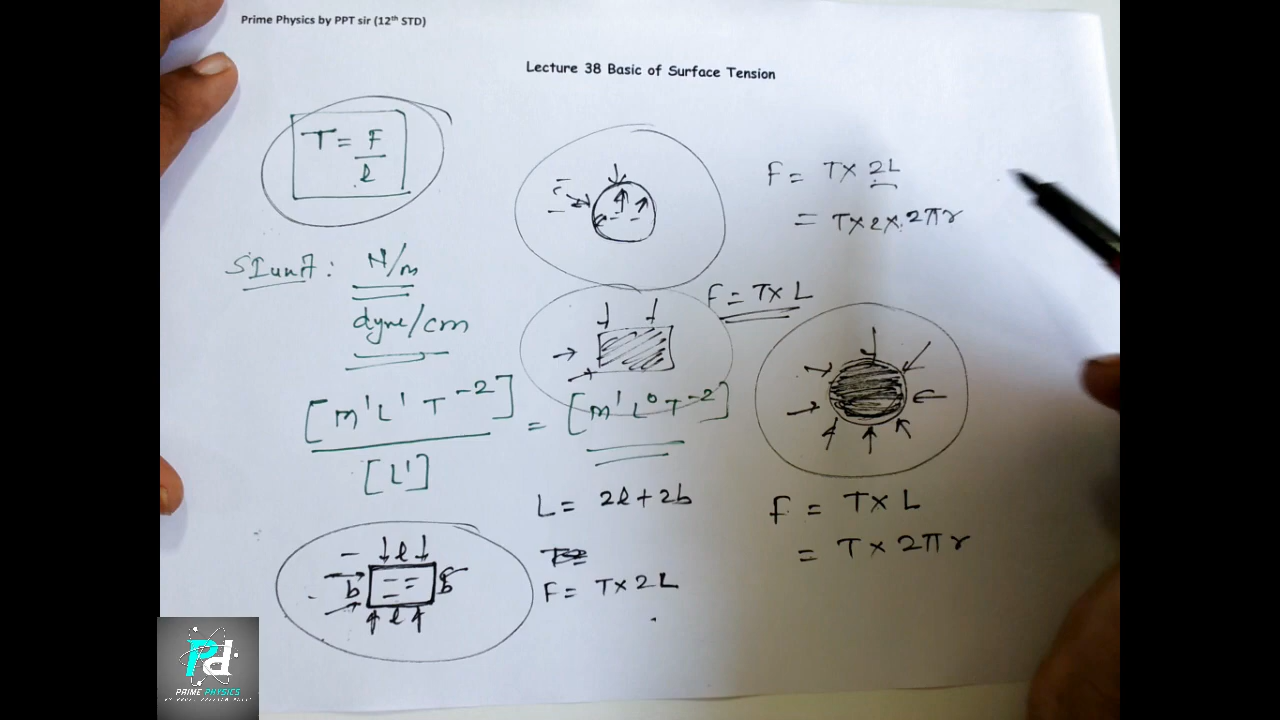 Prime Physics by PPT sir (12th STD)
Lecture 38 Basic of Surface Tension
T = F / l
SI unit : N/m
dyne/cm
[M¹L¹T⁻²] / [L¹] = [M¹L⁰T⁻²]
F = T× 2L
= T×2×2πr
F = T× L
L = 2l + 2b
F = T×2L
l
b
b
l
F = T× L
= T× 2πr
Pd
PRIME PHYSICS